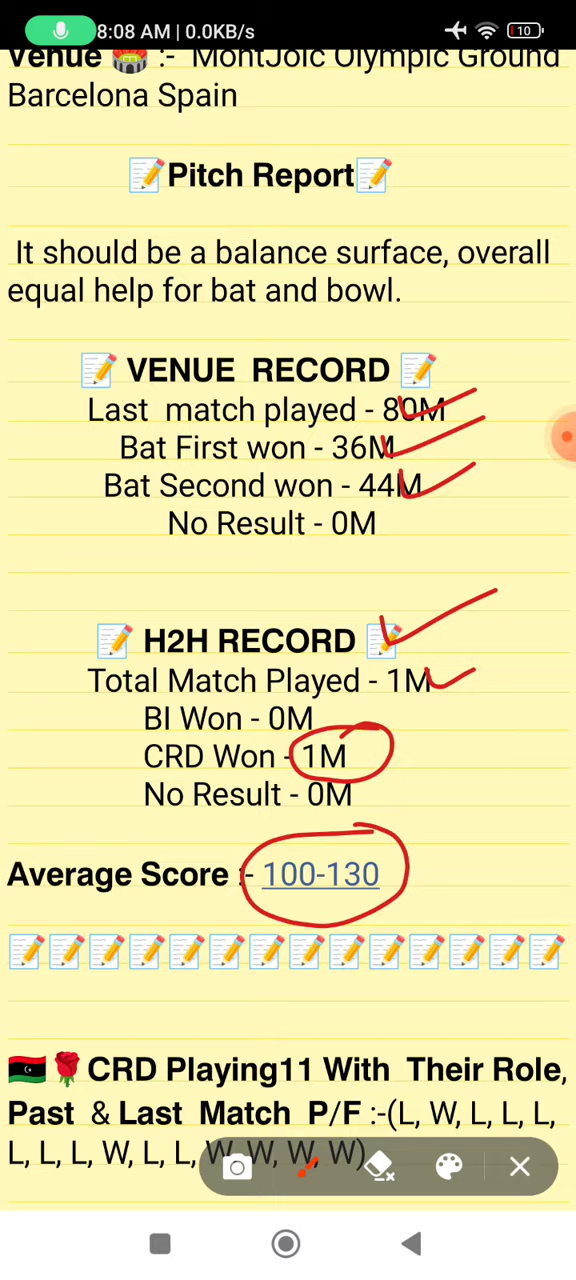 8:08 AM | 0.0KB/s
10
Venue 🏟 :- MontJoic Olympic Ground
Barcelona Spain
📝Pitch Report📝
It should be a balance surface, overall
equal help for bat and bowl.
📝 VENUE RECORD 📝
Last match played - 80M
Bat First won - 36M
Bat Second won - 44M
No Result - 0M
📝 H2H RECORD 📝
Total Match Played - 1M
BI Won - 0M
CRD Won - 1M
No Result - 0M
Average Score :- 100-130
📝📝📝📝📝📝📝📝📝📝📝📝📝📝
🇱🇾🌹CRD Playing11 With Their Role,
Past & Last Match P/F :-(L, W, L, L, L,
L, L, L, W, L, L, W, W, W, W)